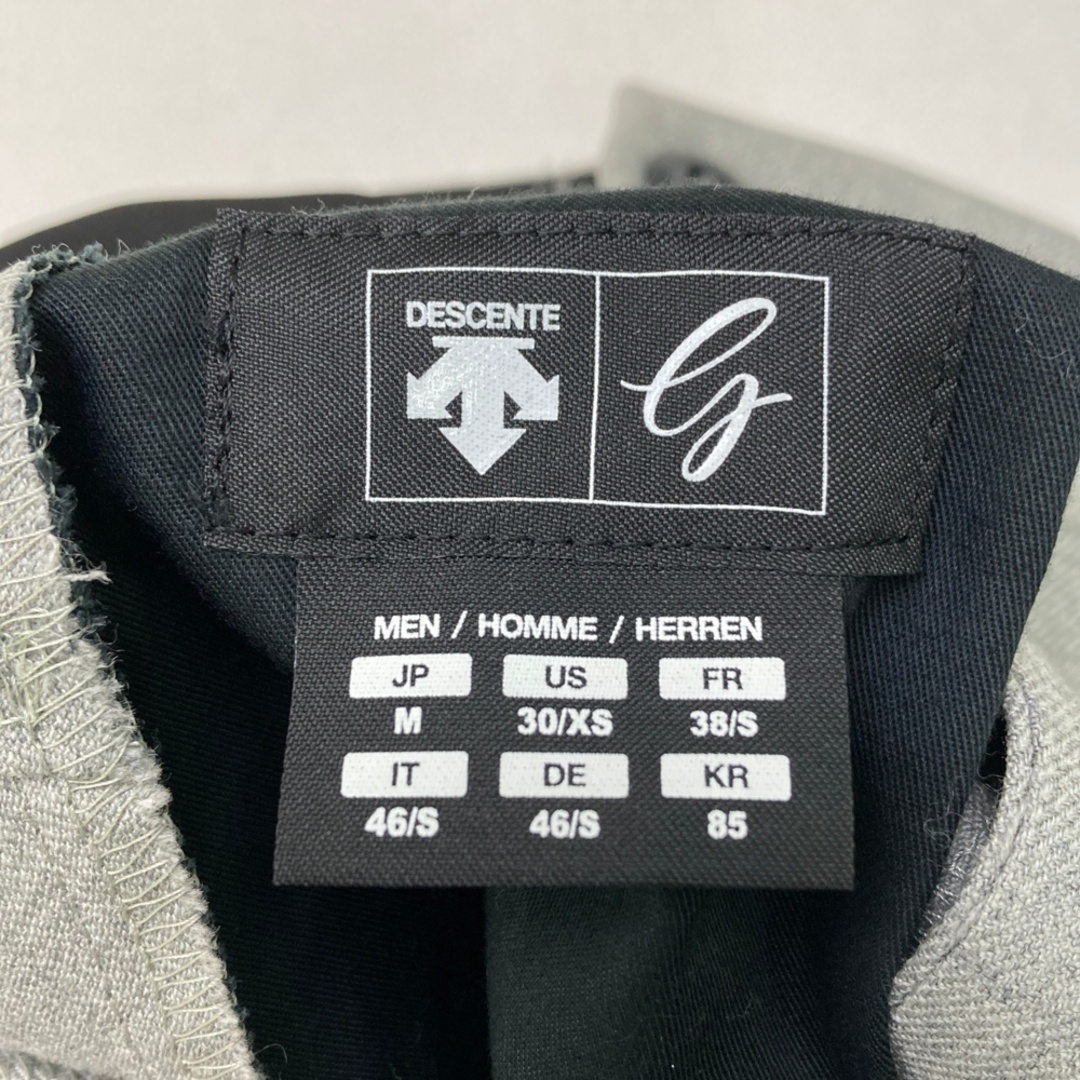 DESCENTE
MEN / HOMME / HERREN
JP US FR
M 30/XS 38/S
IT DE KR
46/S 46/S 85